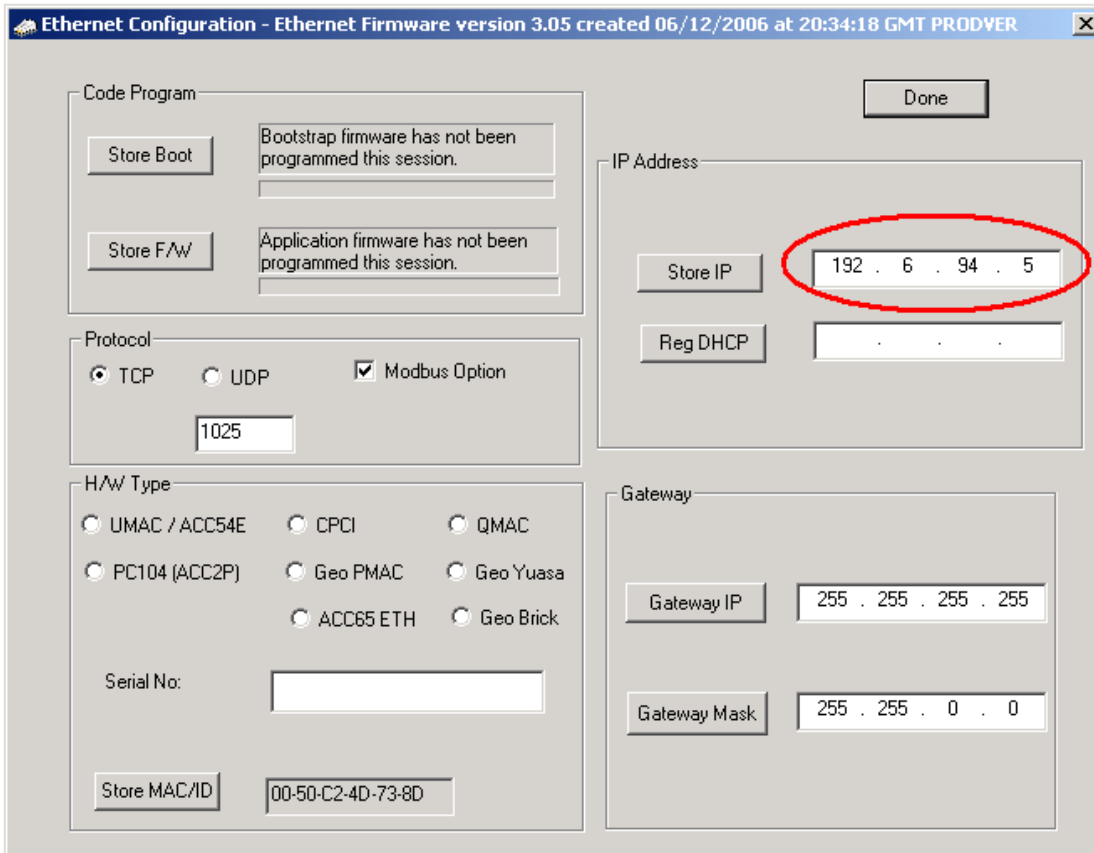 Ethernet Configuration - Ethernet Firmware version 3.05 created 06/12/2006 at 20:34:18 GMT PRODVER
Code Program
Store Boot
Bootstrap firmware has not been
programmed this session.
Store F/W
Application firmware has not been
programmed this session.
Done
IP Address
Store IP
192 . 6 . 94 . 5
Reg DHCP
. . .
Protocol
TCP UDP Modbus Option
1025
H/W Type
UMAC / ACC54E CPCI QMAC
PC104 (ACC2P) Geo PMAC Geo Yuasa
ACC65 ETH Geo Brick
Serial No:
Store MAC/ID 00-50-C2-4D-73-8D
Gateway
Gateway IP 255 . 255 . 255 . 255
Gateway Mask 255 . 255 . 0 . 0